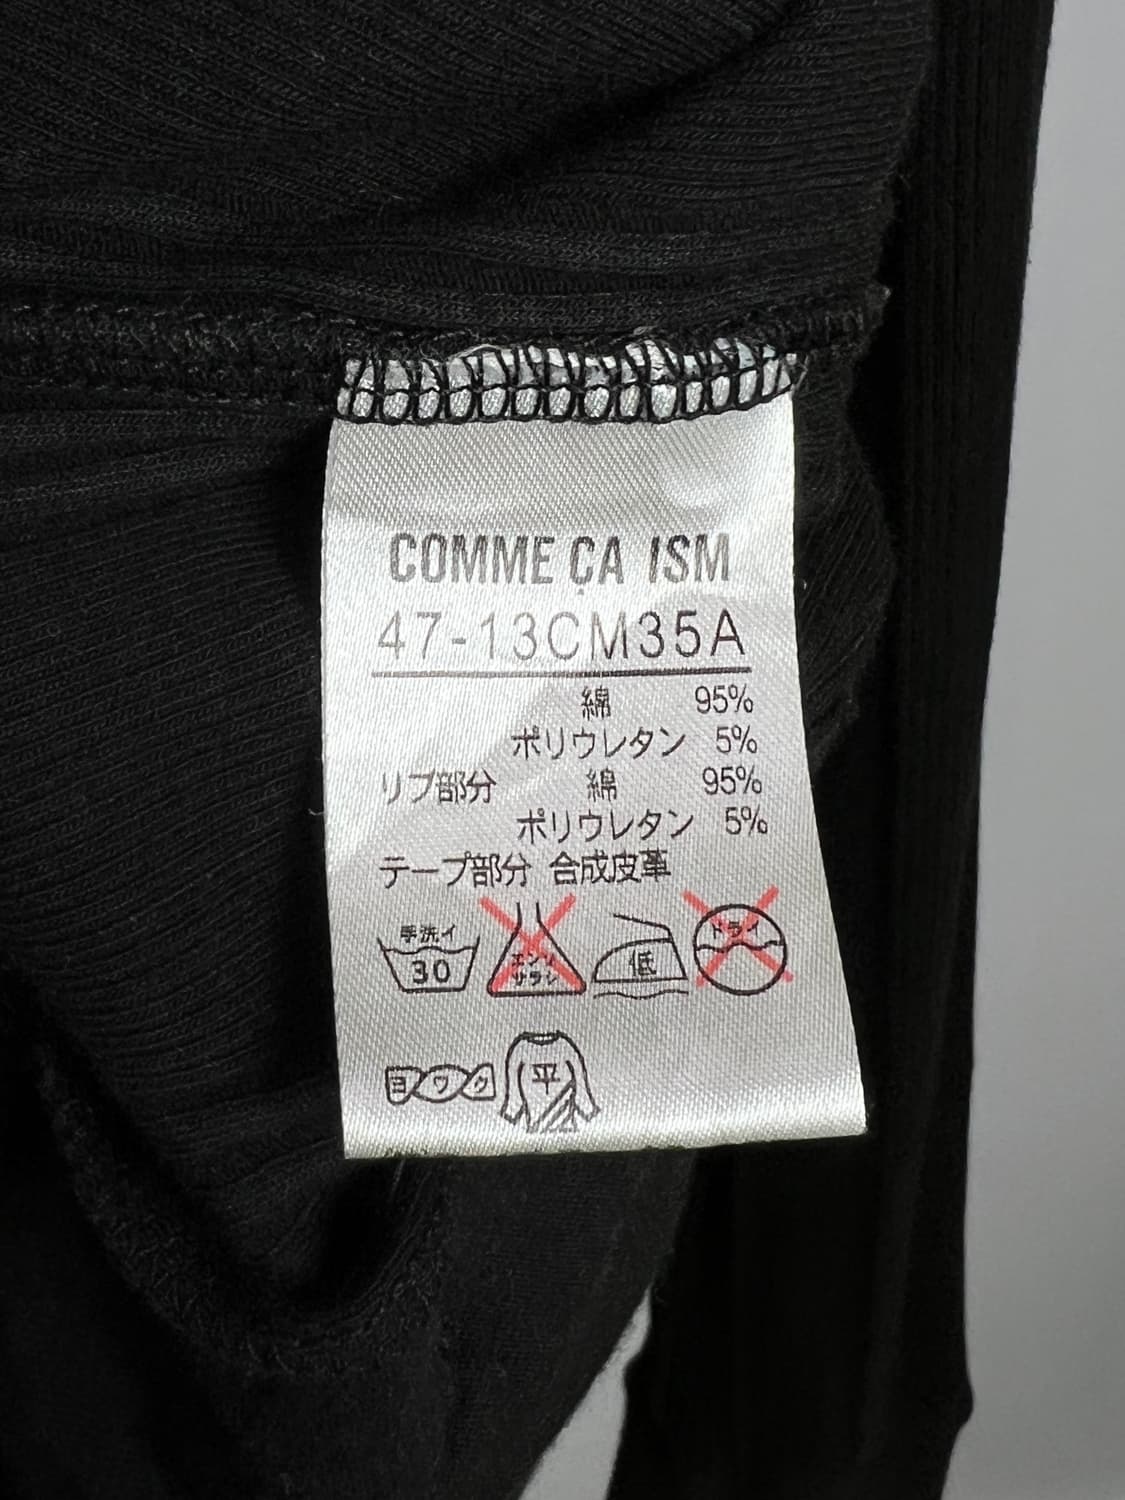 COMME ÇA ISM
47-13CM35A
綿 95%
ポリウレタン 5%
リブ部分 綿 95%
ポリウレタン 5%
テープ部分 合成皮革
手洗イ
30
エンソ
サラシ
低
ドライ
ヨワク
平